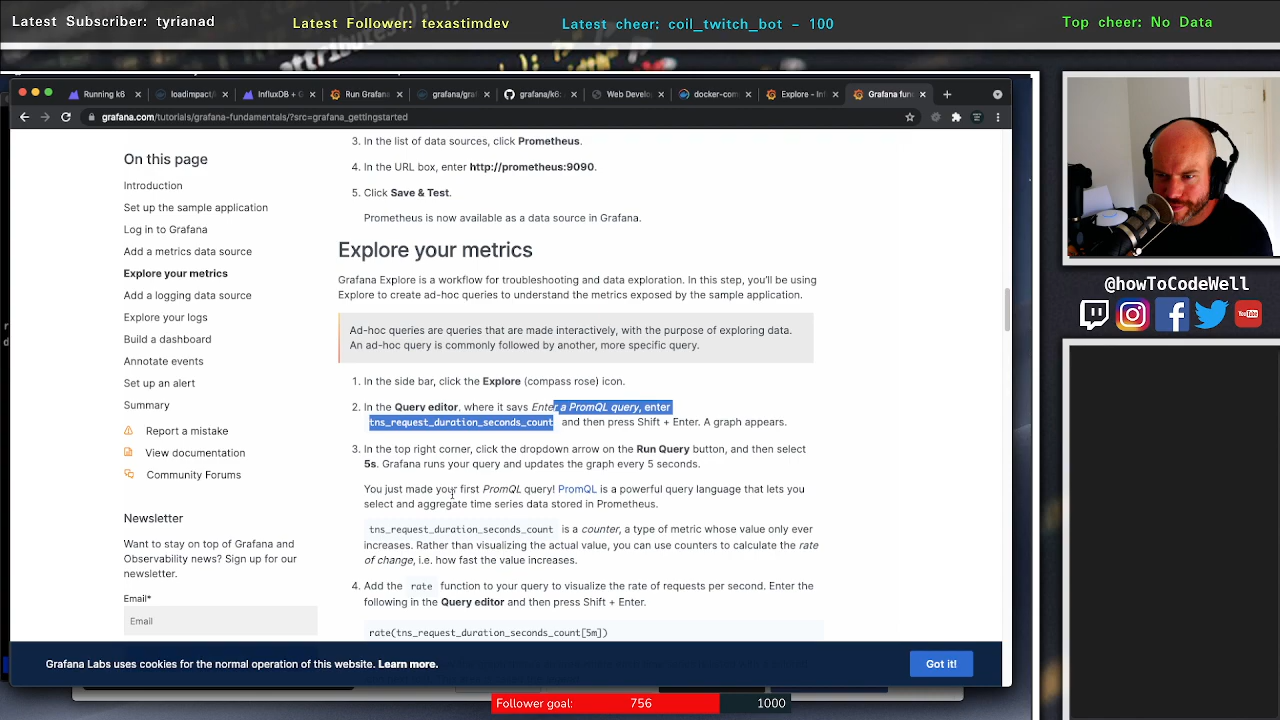 Latest Subscriber: tyrianad
Latest Follower: texastimdev
Latest cheer: coil_twitch_bot - 100
Top cheer: No Data
Running k6
loadimpact/
InfluxDB + G
Run Grafana
grafana/gra
grafana/k6:
Web Develo
docker-com
Explore - Inf
Grafana fun
grafana.com/tutorials/grafana-fundamentals/?src=grafana_gettingstarted
On this page
Introduction
Set up the sample application
Log in to Grafana
Add a metrics data source
Explore your metrics
Add a logging data source
Explore your logs
Build a dashboard
Annotate events
Set up an alert
Summary
Report a mistake
View documentation
Community Forums
Newsletter
Want to stay on top of Grafana and
Observability news? Sign up for our
newsletter.
Email*
Email
3. In the list of data sources, click Prometheus.
4. In the URL box, enter http://prometheus:9090.
5. Click Save & Test.
Prometheus is now available as a data source in Grafana.
Explore your metrics
Grafana Explore is a workflow for troubleshooting and data exploration. In this step, you'll be using
Explore to create ad-hoc queries to understand the metrics exposed by the sample application.
Ad-hoc queries are queries that are made interactively, with the purpose of exploring data.
An ad-hoc query is commonly followed by another, more specific query.
1. In the side bar, click the Explore (compass rose) icon.
2. In the Query editor, where it says Enter a PromQL query, enter
tns_request_duration_seconds_count and then press Shift + Enter. A graph appears.
3. In the top right corner, click the dropdown arrow on the Run Query button, and then select
5s. Grafana runs your query and updates the graph every 5 seconds.
You just made your first PromQL query! PromQL is a powerful query language that lets you
select and aggregate time series data stored in Prometheus.
tns_request_duration_seconds_count is a counter, a type of metric whose value only ever
increases. Rather than visualizing the actual value, you can use counters to calculate the rate
of change, i.e. how fast the value increases.
4. Add the rate function to your query to visualize the rate of requests per second. Enter the
following in the Query editor and then press Shift + Enter.
rate(tns_request_duration_seconds_count[5m])
Grafana Labs uses cookies for the normal operation of this website. Learn more.
Got it!
@howToCodeWell
Follower goal:
756
1000